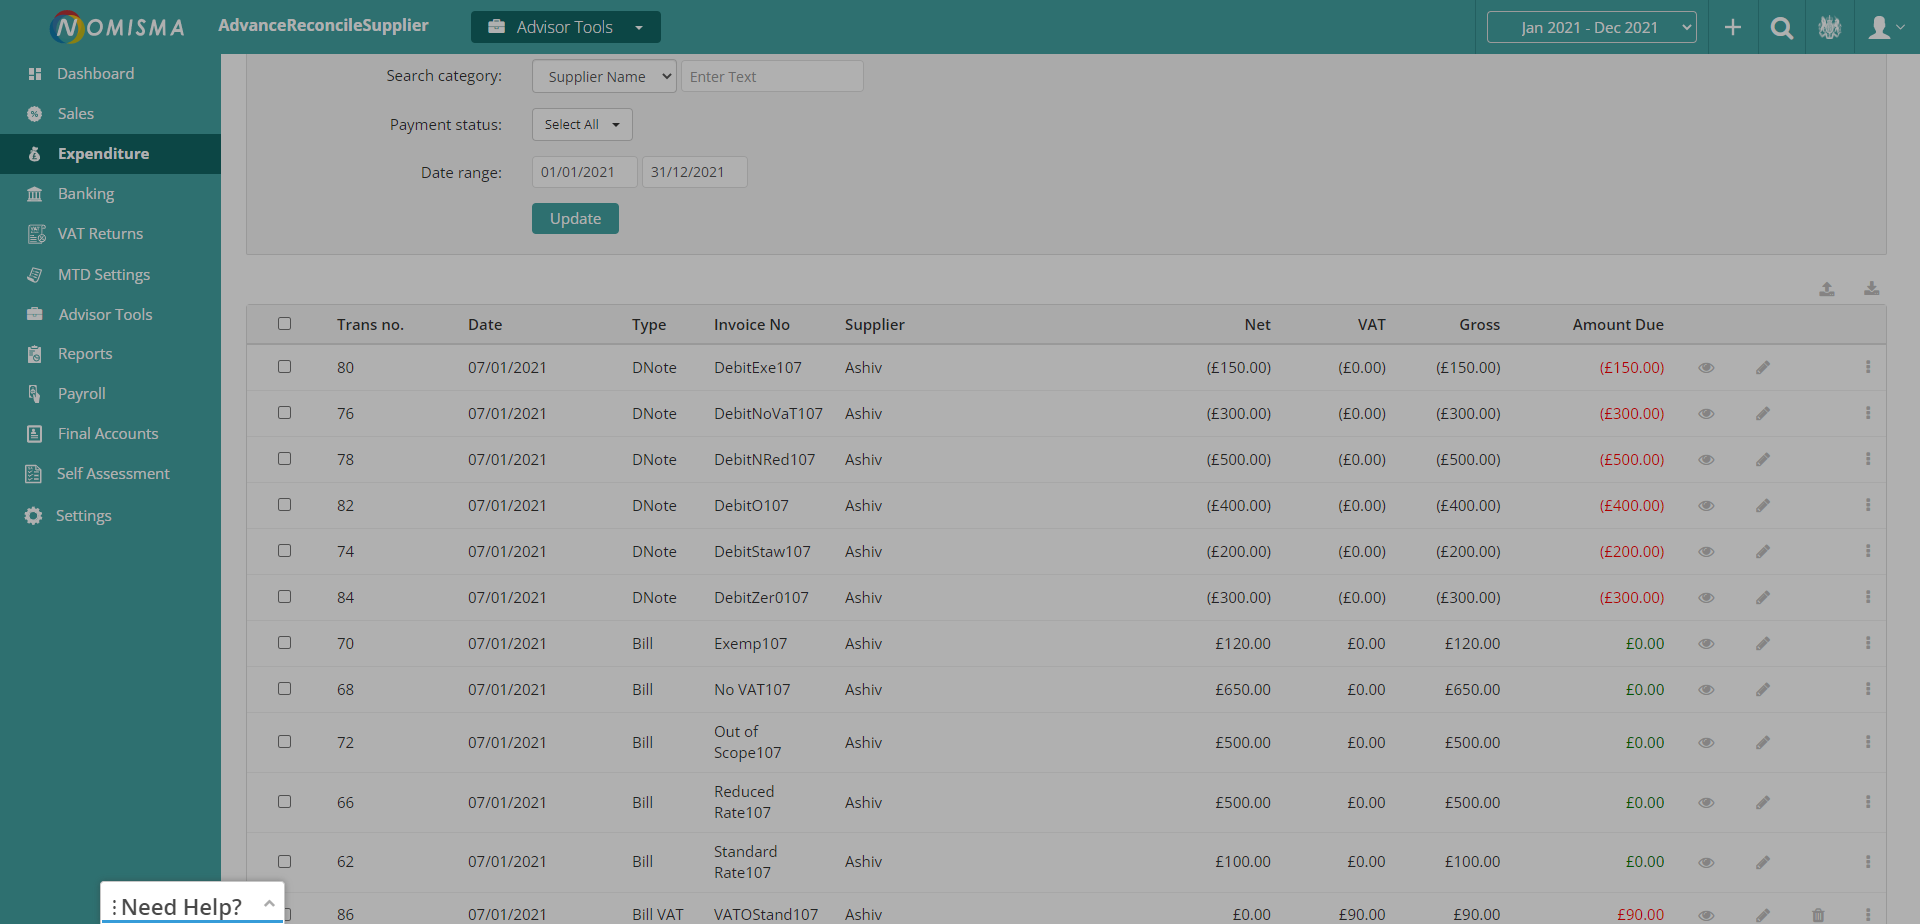 NOMISMA AdvanceReconcileSupplier Advisor Tools Jan 2021 - Dec 2021
Dashboard
Sales
Expenditure
Banking
VAT Returns
MTD Settings
Advisor Tools
Reports
Payroll
Final Accounts
Self Assessment
Settings
Search category: Supplier Name Enter Text
Payment status: Select All
Date range: 01/01/2021 31/12/2021
Update
Trans no. Date Type Invoice No Supplier Net VAT Gross Amount Due
80 07/01/2021 DNote DebitExe107 Ashiv (£150.00) (£0.00) (£150.00) (£150.00)
76 07/01/2021 DNote DebitNoVaT107 Ashiv (£300.00) (£0.00) (£300.00) (£300.00)
78 07/01/2021 DNote DebitNRed107 Ashiv (£500.00) (£0.00) (£500.00) (£500.00)
82 07/01/2021 DNote DebitO107 Ashiv (£400.00) (£0.00) (£400.00) (£400.00)
74 07/01/2021 DNote DebitStaw107 Ashiv (£200.00) (£0.00) (£200.00) (£200.00)
84 07/01/2021 DNote DebitZer0107 Ashiv (£300.00) (£0.00) (£300.00) (£300.00)
70 07/01/2021 Bill Exemp107 Ashiv £120.00 £0.00 £120.00 £0.00
68 07/01/2021 Bill No VAT107 Ashiv £650.00 £0.00 £650.00 £0.00
72 07/01/2021 Bill Out of
Scope107 Ashiv £500.00 £0.00 £500.00 £0.00
66 07/01/2021 Bill Reduced
Rate107 Ashiv £500.00 £0.00 £500.00 £0.00
62 07/01/2021 Bill Standard
Rate107 Ashiv £100.00 £0.00 £100.00 £0.00
86 07/01/2021 Bill VAT VATOStand107 Ashiv £0.00 £90.00 £90.00 £90.00
Need Help?